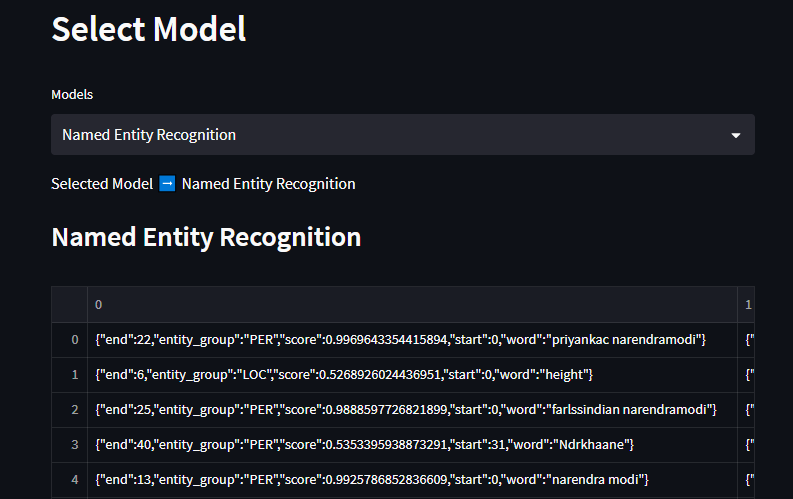 Select Model
Models
Named Entity Recognition
Selected Model ➡ Named Entity Recognition
Named Entity Recognition
0 1
0 {"end":22,"entity_group":"PER","score":0.9969643354415894,"start":0,"word":"priyankac narendramodi"} {"
1 {"end":6,"entity_group":"LOC","score":0.5268926024436951,"start":0,"word":"height"} {"
2 {"end":25,"entity_group":"PER","score":0.9888597726821899,"start":0,"word":"farlssindian narendramodi"} {"
3 {"end":40,"entity_group":"PER","score":0.5353395938873291,"start":31,"word":"Ndrkhaane"} {"
4 {"end":13,"entity_group":"PER","score":0.9925786852836609,"start":0,"word":"narendra modi"} {"